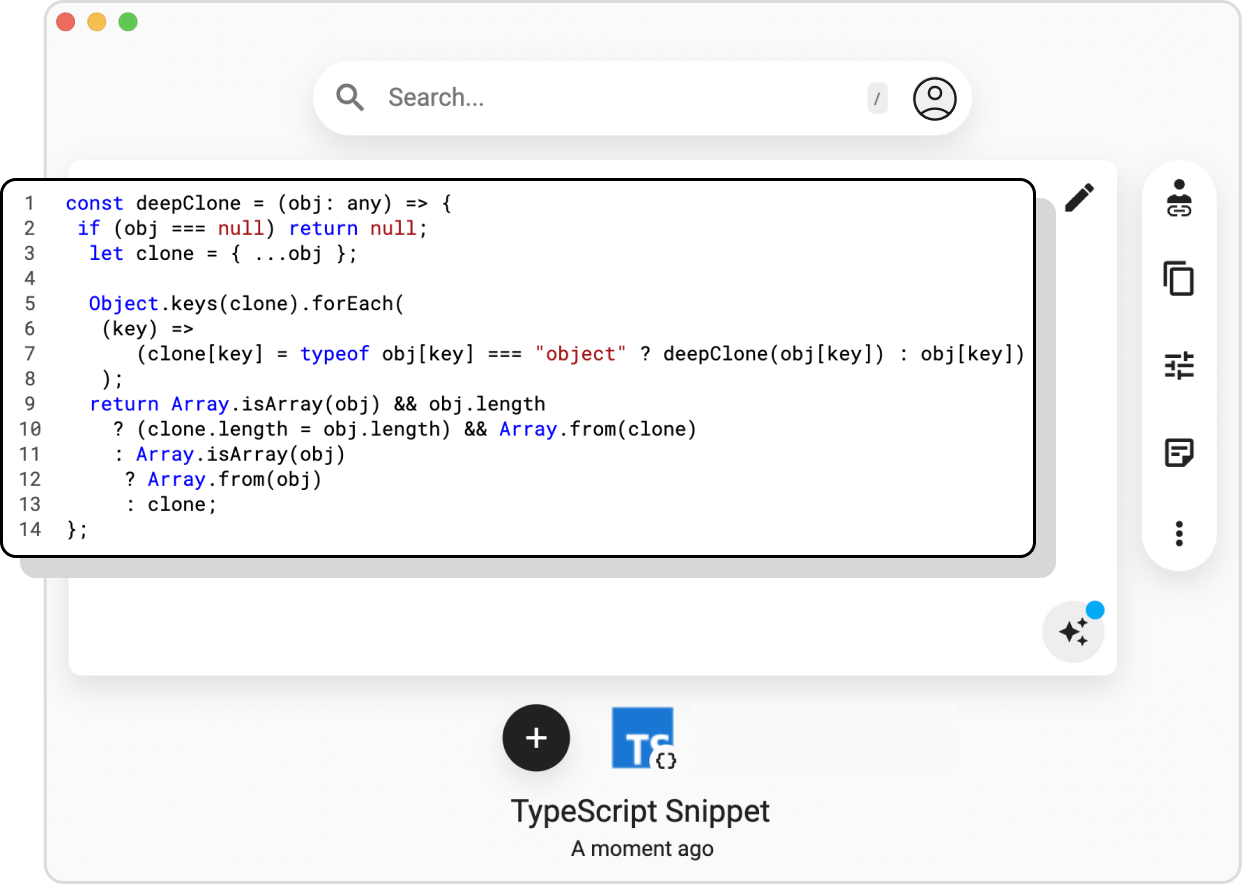 Search...
/
1 const deepClone = (obj: any) => {
2 if (obj === null) return null;
3 let clone = { ...obj };
4
5 Object.keys(clone).forEach(
6 (key) =>
7 (clone[key] = typeof obj[key] === "object" ? deepClone(obj[key]) : obj[key])
8 );
9 return Array.isArray(obj) && obj.length
10 ? (clone.length = obj.length) && Array.from(clone)
11 : Array.isArray(obj)
12 ? Array.from(obj)
13 : clone;
14 };
TS
{}
TypeScript Snippet
A moment ago